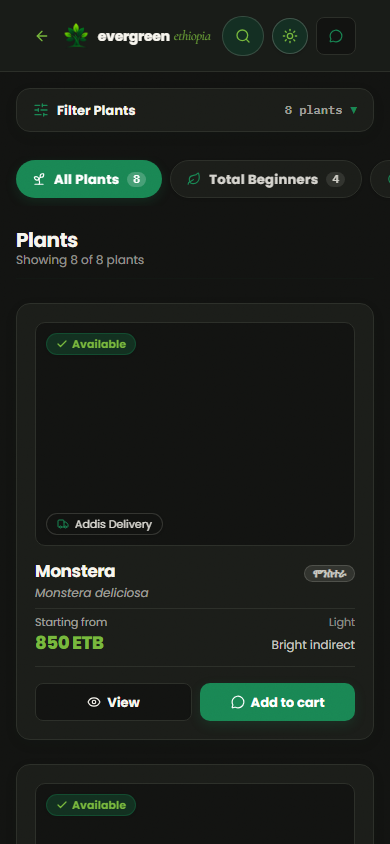 evergreen ethiopia
Filter Plants
8 plants ▼
All Plants 8
Total Beginners 4
Plants
Showing 8 of 8 plants
Available
Addis Delivery
Monstera
Monstera deliciosa
Starting from
Light
850 ETB
Bright indirect
View
Add to cart
Available